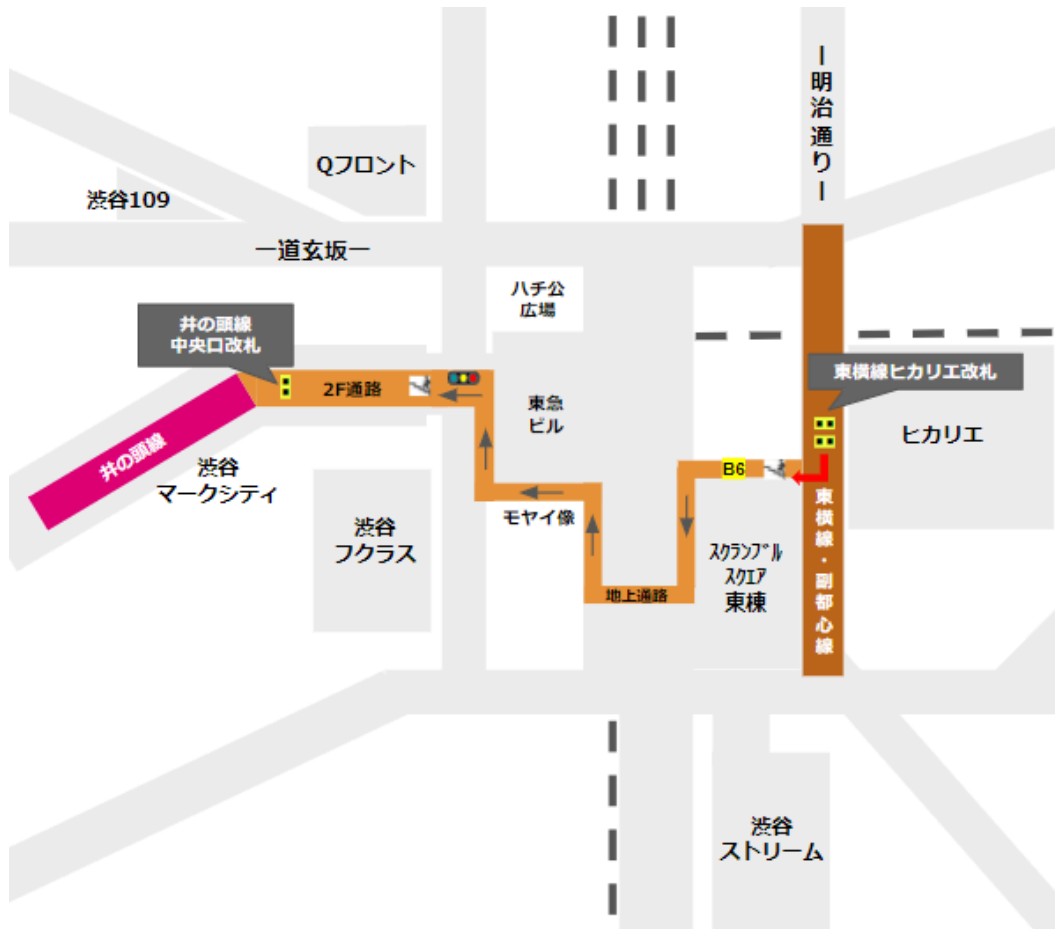 ー明治通りー
Qフロント
渋谷109
ー道玄坂ー
ハチ公
広場
井の頭線
中央口改札
東横線ヒカリエ改札
2F通路
東急
ビル
ヒカリエ
井の頭線
渋谷
マークシティ
B6
モヤイ像
渋谷
フクラス
スクランブル
スクエア
東棟
東横線・副都心線
地上通路
渋谷
ストリーム